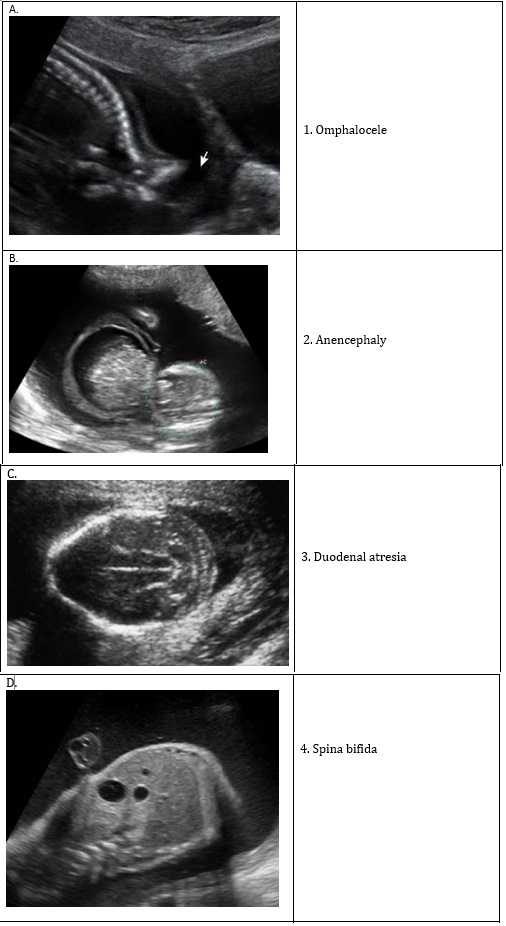 A.
1. Omphalocele
B.
2. Anencephaly
C.
3. Duodenal atresia
D.
4. Spina bifida